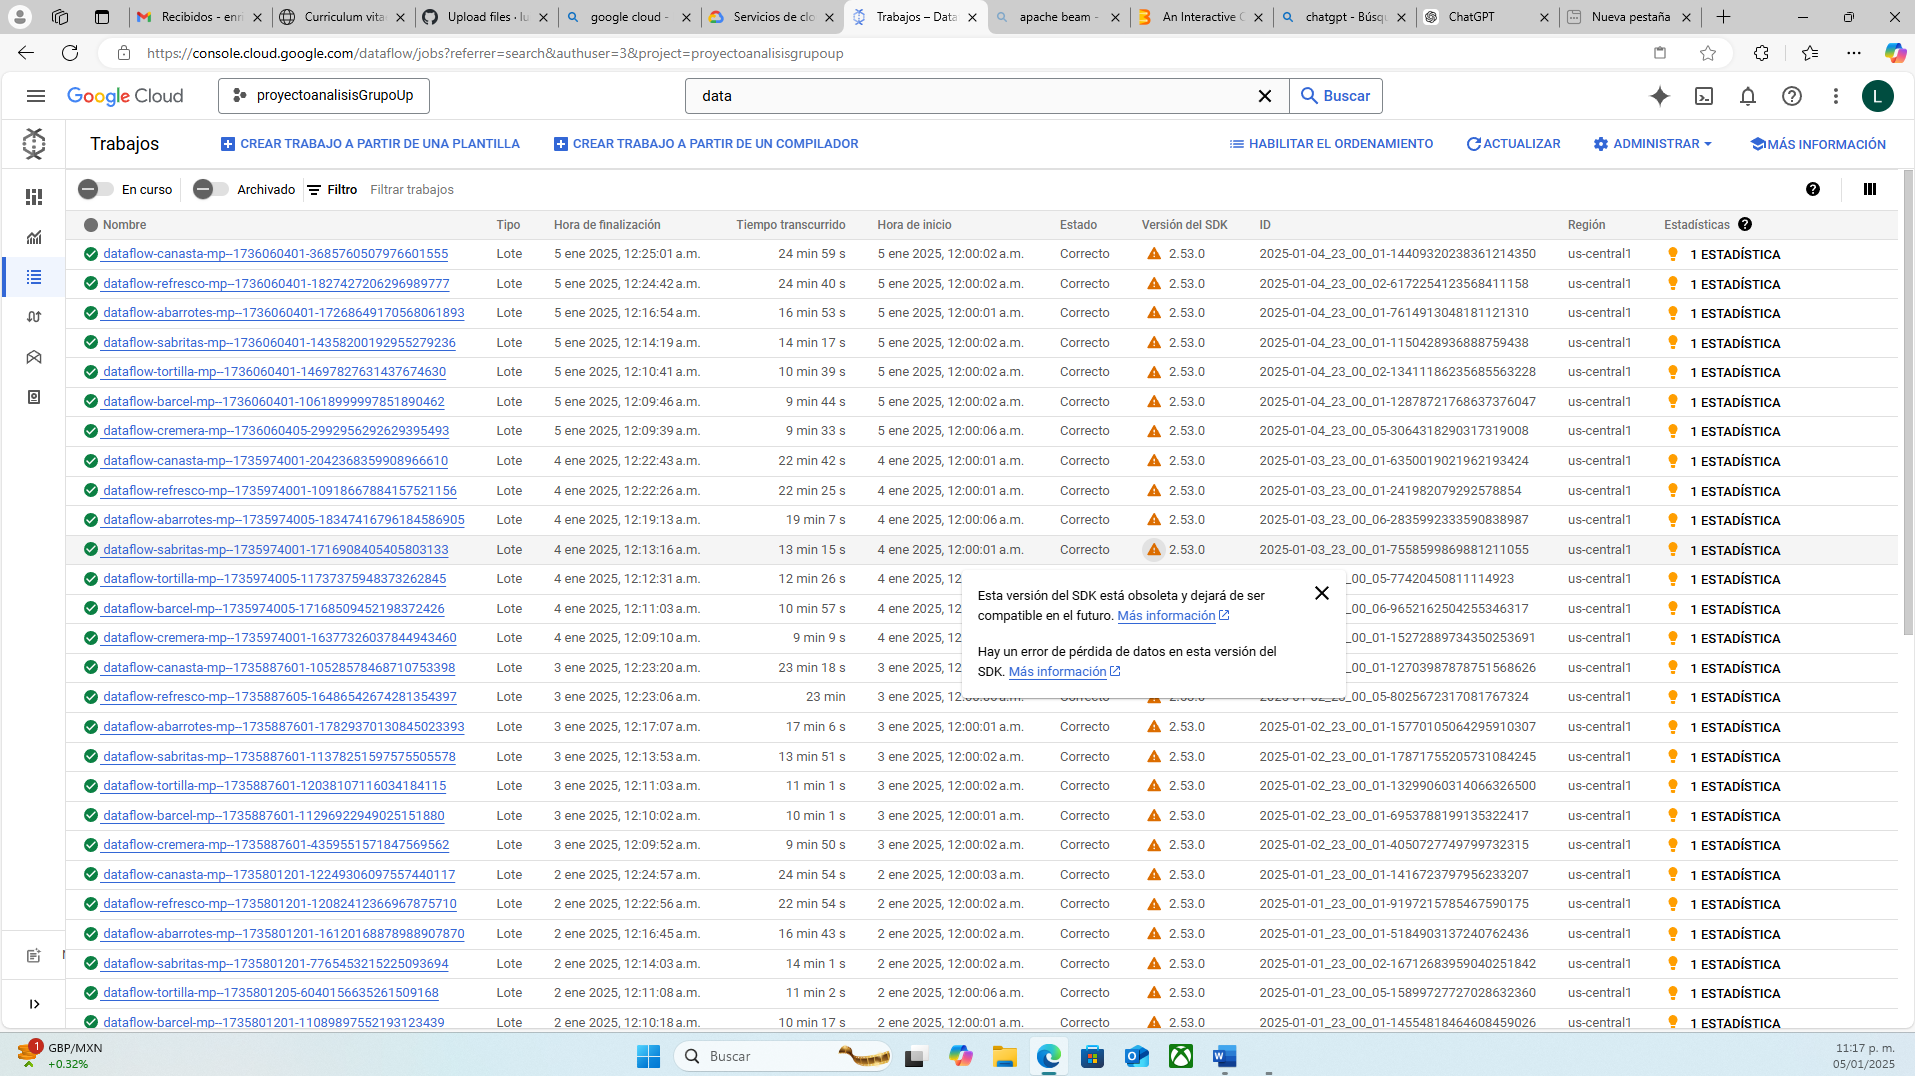 Recibidos - enri
Curriculum vita
Upload files · lu
google cloud -
Servicios de clo
Trabajos – Data
apache beam -
An Interactive C
chatgpt - Búsq
ChatGPT
Nueva pestaña
https://console.cloud.google.com/dataflow/jobs?referrer=search&authuser=3&project=proyectoanalisisgrupoup
Google Cloud
proyectoanalisisGrupoUp
data
Buscar
L
Trabajos
CREAR TRABAJO A PARTIR DE UNA PLANTILLA
CREAR TRABAJO A PARTIR DE UN COMPILADOR
HABILITAR EL ORDENAMIENTO
ACTUALIZAR
ADMINISTRAR
MÁS INFORMACIÓN
En curso
Archivado
Filtro
Filtrar trabajos
Nombre Tipo Hora de finalización Tiempo transcurrido Hora de inicio Estado Versión del SDK ID Región Estadísticas
dataflow-canasta-mp--1736060401-3685760507976601555 Lote 5 ene 2025, 12:25:01 a.m. 24 min 59 s 5 ene 2025, 12:00:02 a.m. Correcto 2.53.0 2025-01-04_23_00_01-14409320238361214350 us-central1 1 ESTADÍSTICA
dataflow-refresco-mp--1736060401-1827427206296989777 Lote 5 ene 2025, 12:24:42 a.m. 24 min 40 s 5 ene 2025, 12:00:02 a.m. Correcto 2.53.0 2025-01-04_23_00_02-6172254123568411158 us-central1 1 ESTADÍSTICA
dataflow-abarrotes-mp--1736060401-17268649170568061893 Lote 5 ene 2025, 12:16:54 a.m. 16 min 53 s 5 ene 2025, 12:00:01 a.m. Correcto 2.53.0 2025-01-04_23_00_01-7614913048181121310 us-central1 1 ESTADÍSTICA
dataflow-sabritas-mp--1736060401-14358200192955279236 Lote 5 ene 2025, 12:14:19 a.m. 14 min 17 s 5 ene 2025, 12:00:02 a.m. Correcto 2.53.0 2025-01-04_23_00_01-1150428936888759438 us-central1 1 ESTADÍSTICA
dataflow-tortilla-mp--1736060401-14697827631437674630 Lote 5 ene 2025, 12:10:41 a.m. 10 min 39 s 5 ene 2025, 12:00:02 a.m. Correcto 2.53.0 2025-01-04_23_00_02-13411186235685563228 us-central1 1 ESTADÍSTICA
dataflow-barcel-mp--1736060401-10618999997851890462 Lote 5 ene 2025, 12:09:46 a.m. 9 min 44 s 5 ene 2025, 12:00:02 a.m. Correcto 2.53.0 2025-01-04_23_00_01-12878721768637376047 us-central1 1 ESTADÍSTICA
dataflow-cremera-mp--1736060405-2992956292629395493 Lote 5 ene 2025, 12:09:39 a.m. 9 min 33 s 5 ene 2025, 12:00:06 a.m. Correcto 2.53.0 2025-01-04_23_00_05-3064318290317319008 us-central1 1 ESTADÍSTICA
dataflow-canasta-mp--1735974001-2042368359908966610 Lote 4 ene 2025, 12:22:43 a.m. 22 min 42 s 4 ene 2025, 12:00:01 a.m. Correcto 2.53.0 2025-01-03_23_00_01-6350019021962193424 us-central1 1 ESTADÍSTICA
dataflow-refresco-mp--1735974001-10918667884157521156 Lote 4 ene 2025, 12:22:26 a.m. 22 min 25 s 4 ene 2025, 12:00:01 a.m. Correcto 2.53.0 2025-01-03_23_00_01-241982079292578854 us-central1 1 ESTADÍSTICA
dataflow-abarrotes-mp--1735974005-18347416796184586905 Lote 4 ene 2025, 12:19:13 a.m. 19 min 7 s 4 ene 2025, 12:00:06 a.m. Correcto 2.53.0 2025-01-03_23_00_06-2835992333590838987 us-central1 1 ESTADÍSTICA
dataflow-sabritas-mp--1735974001-1716908405405803133 Lote 4 ene 2025, 12:13:16 a.m. 13 min 15 s 4 ene 2025, 12:00:01 a.m. Correcto 2.53.0 2025-01-03_23_00_01-7558599869881211055 us-central1 1 ESTADÍSTICA
dataflow-tortilla-mp--1735974005-11737375948373262845 Lote 4 ene 2025, 12:12:31 a.m. 12 min 26 s 4 ene 2025, 12 _00_05-77420450811114923 us-central1 1 ESTADÍSTICA
dataflow-barcel-mp--1735974005-17168509452198372426 Lote 4 ene 2025, 12:11:03 a.m. 10 min 57 s 4 ene 2025, 12 _00_06-9652162504255346317 us-central1 1 ESTADÍSTICA
dataflow-cremera-mp--1735974001-16377326037844943460 Lote 4 ene 2025, 12:09:10 a.m. 9 min 9 s 4 ene 2025, 12 _00_01-15272889734350253691 us-central1 1 ESTADÍSTICA
dataflow-canasta-mp--1735887601-10528578468710753398 Lote 3 ene 2025, 12:23:20 a.m. 23 min 18 s 3 ene 2025, 12 _00_01-12703987878751568626 us-central1 1 ESTADÍSTICA
Esta versión del SDK está obsoleta y dejará de ser
compatible en el futuro. Más información
Hay un error de pérdida de datos en esta versión del
SDK. Más información
dataflow-refresco-mp--1735887605-16486542674281354397 Lote 3 ene 2025, 12:23:06 a.m. 23 min 3 ene 2025, Correcto 2.53.0 _00_05-8025672317081767324 us-central1 1 ESTADÍSTICA
dataflow-abarrotes-mp--1735887601-17829370130845023393 Lote 3 ene 2025, 12:17:07 a.m. 17 min 6 s 3 ene 2025, 12:00:01 a.m. Correcto 2.53.0 2025-01-02_23_00_01-15770105064295910307 us-central1 1 ESTADÍSTICA
dataflow-sabritas-mp--1735887601-11378251597575505578 Lote 3 ene 2025, 12:13:53 a.m. 13 min 51 s 3 ene 2025, 12:00:02 a.m. Correcto 2.53.0 2025-01-02_23_00_01-17871755205731084245 us-central1 1 ESTADÍSTICA
dataflow-tortilla-mp--1735887601-12038107116034184115 Lote 3 ene 2025, 12:11:03 a.m. 11 min 1 s 3 ene 2025, 12:00:02 a.m. Correcto 2.53.0 2025-01-02_23_00_01-13299060314066326500 us-central1 1 ESTADÍSTICA
dataflow-barcel-mp--1735887601-11296922949025151880 Lote 3 ene 2025, 12:10:02 a.m. 10 min 1 s 3 ene 2025, 12:00:01 a.m. Correcto 2.53.0 2025-01-02_23_00_01-6953788199135322417 us-central1 1 ESTADÍSTICA
dataflow-cremera-mp--1735887601-4359551571847569562 Lote 3 ene 2025, 12:09:52 a.m. 9 min 50 s 3 ene 2025, 12:00:02 a.m. Correcto 2.53.0 2025-01-02_23_00_01-4050727749799732315 us-central1 1 ESTADÍSTICA
dataflow-canasta-mp--1735801201-12249306097557440117 Lote 2 ene 2025, 12:24:57 a.m. 24 min 54 s 2 ene 2025, 12:00:03 a.m. Correcto 2.53.0 2025-01-01_23_00_01-1416723797956233207 us-central1 1 ESTADÍSTICA
dataflow-refresco-mp--1735801201-12082412366967875710 Lote 2 ene 2025, 12:22:56 a.m. 22 min 54 s 2 ene 2025, 12:00:02 a.m. Correcto 2.53.0 2025-01-01_23_00_01-9197215785467590175 us-central1 1 ESTADÍSTICA
dataflow-abarrotes-mp--1735801201-16120168878988907870 Lote 2 ene 2025, 12:16:45 a.m. 16 min 43 s 2 ene 2025, 12:00:02 a.m. Correcto 2.53.0 2025-01-01_23_00_01-5184903137240762436 us-central1 1 ESTADÍSTICA
dataflow-sabritas-mp--1735801201-7765453215225093694 Lote 2 ene 2025, 12:14:03 a.m. 14 min 1 s 2 ene 2025, 12:00:02 a.m. Correcto 2.53.0 2025-01-01_23_00_02-16712683959040251842 us-central1 1 ESTADÍSTICA
dataflow-tortilla-mp--1735801205-6040156635261509168 Lote 2 ene 2025, 12:11:08 a.m. 11 min 2 s 2 ene 2025, 12:00:06 a.m. Correcto 2.53.0 2025-01-01_23_00_05-15899727727028632360 us-central1 1 ESTADÍSTICA
dataflow-barcel-mp--1735801201-11089897552193123439 Lote 2 ene 2025, 12:10:18 a.m. 10 min 17 s 2 ene 2025, 12:00:01 a.m. Correcto 2.53.0 2025-01-01_23_00_01-14554818464608459026 us-central1 1 ESTADÍSTICA
1
GBP/MXN
+0.32%
Buscar
11:17 p. m.
05/01/2025